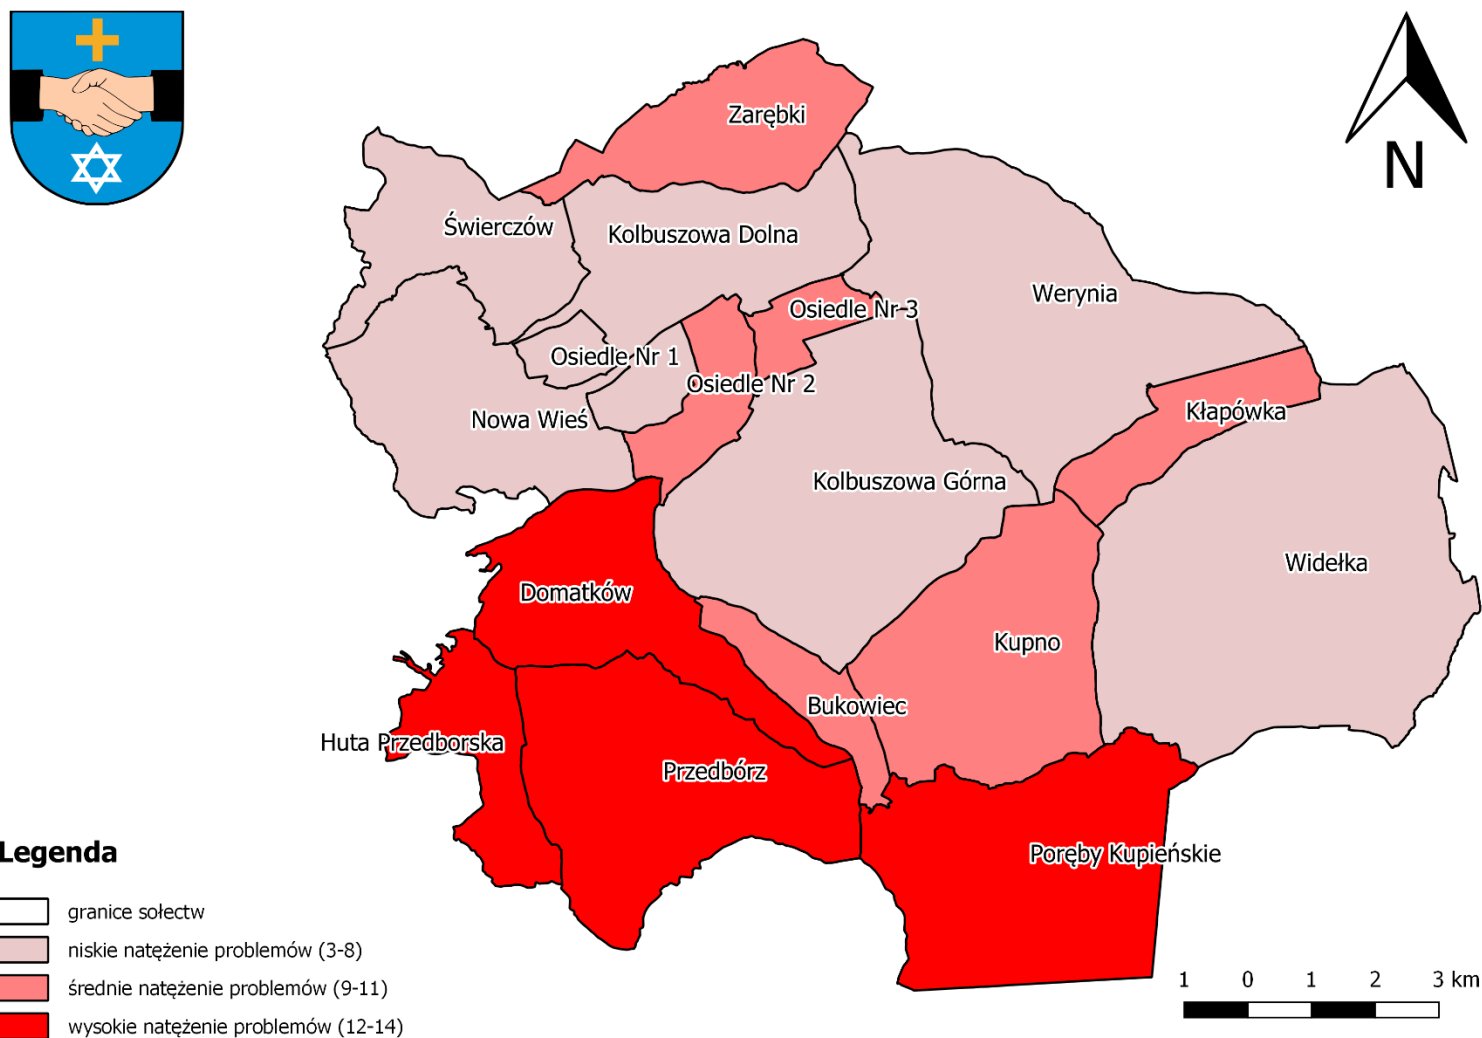 N
Zarębki
Świerczów
Kolbuszowa Dolna
Werynia
Osiedle Nr 3
Osiedle Nr 1
Osiedle Nr 2
Kłapówka
Nowa Wieś
Kolbuszowa Górna
Widełka
Domatków
Kupno
Bukowiec
Huta Przedborska
Przedbórz
Poręby Kupieńskie
Legenda
granice sołectw
niskie natężenie problemów (3-8)
średnie natężenie problemów (9-11)
wysokie natężenie problemów (12-14)
1 0 1 2 3 km